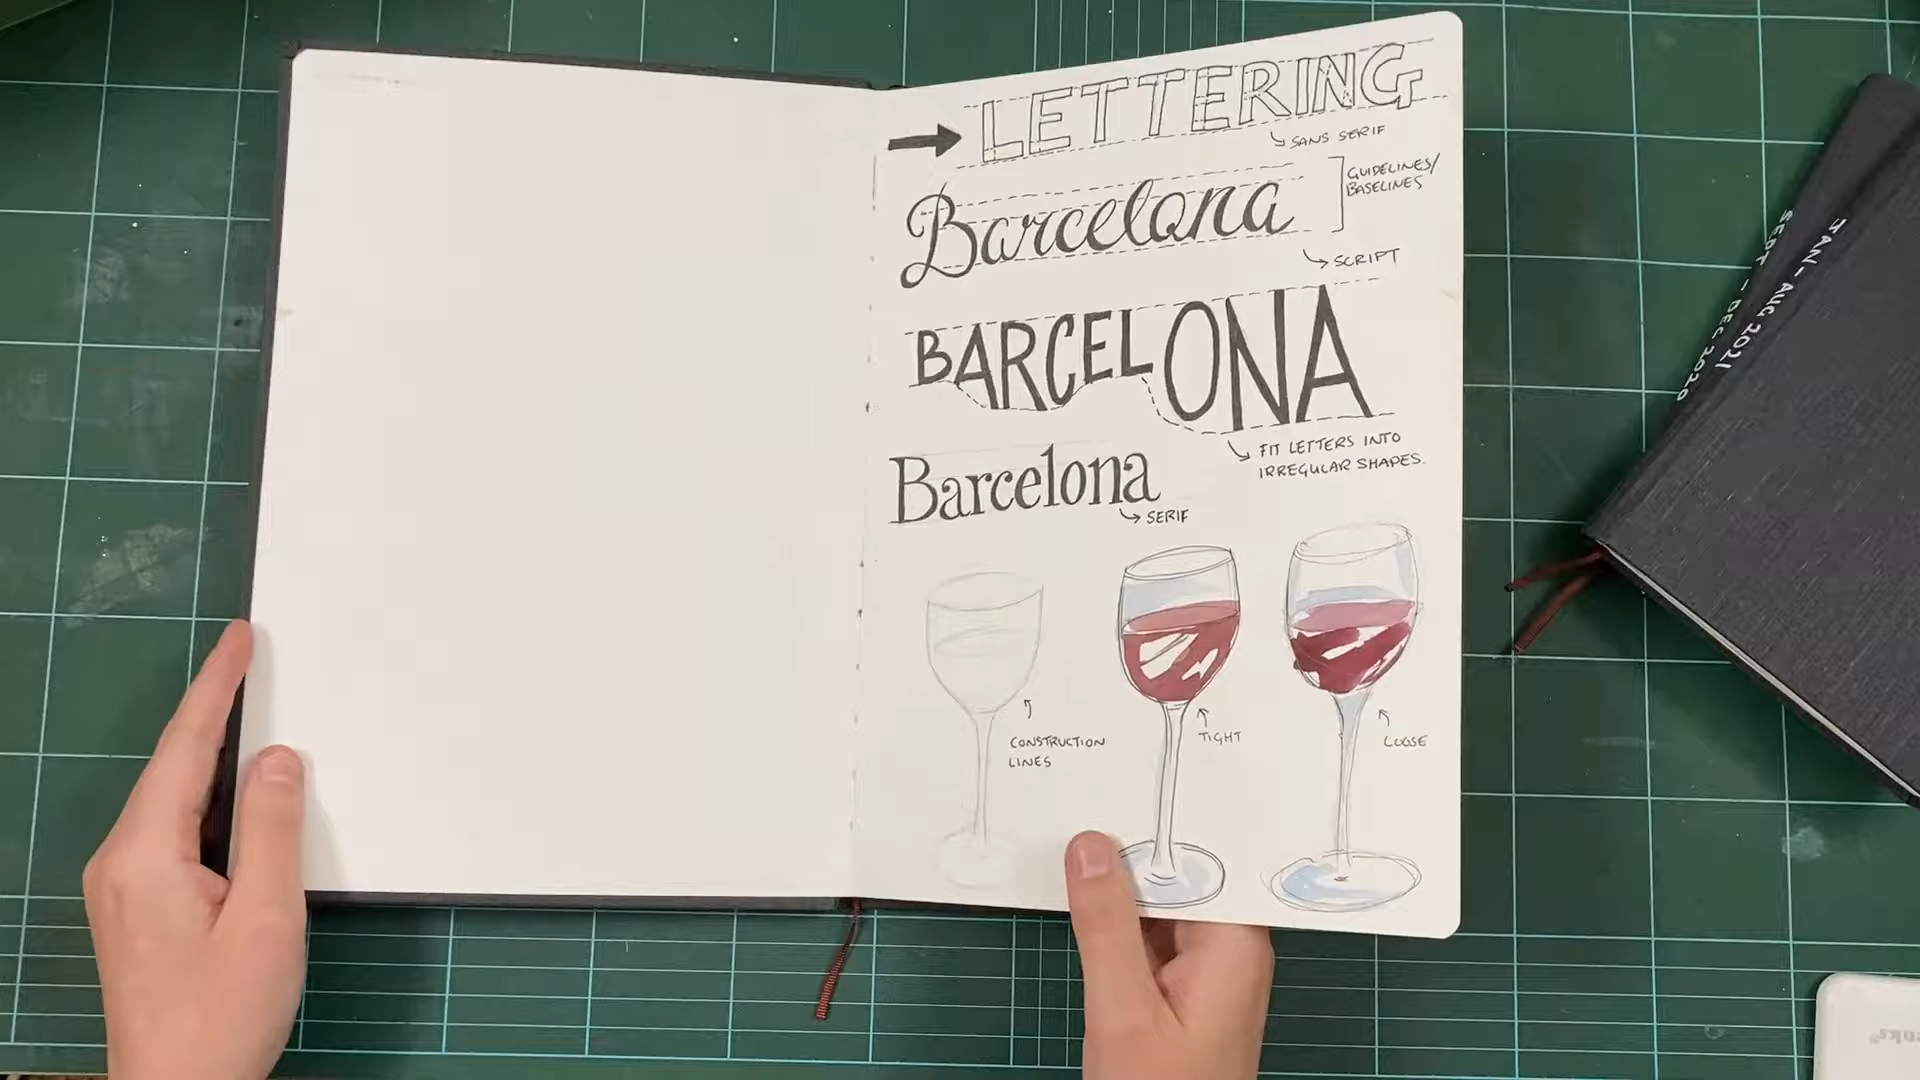 LETTERING
SANS SERIF
GUIDELINES/
BASELINES
Barcelona
SCRIPT
BARCELONA
FIT LETTERS INTO
IRREGULAR SHAPES.
Barcelona
SERIF
CONSTRUCTION
LINES
TIGHT
LOOSE
JAN - AUG 2021
SEPT - DEC 2020